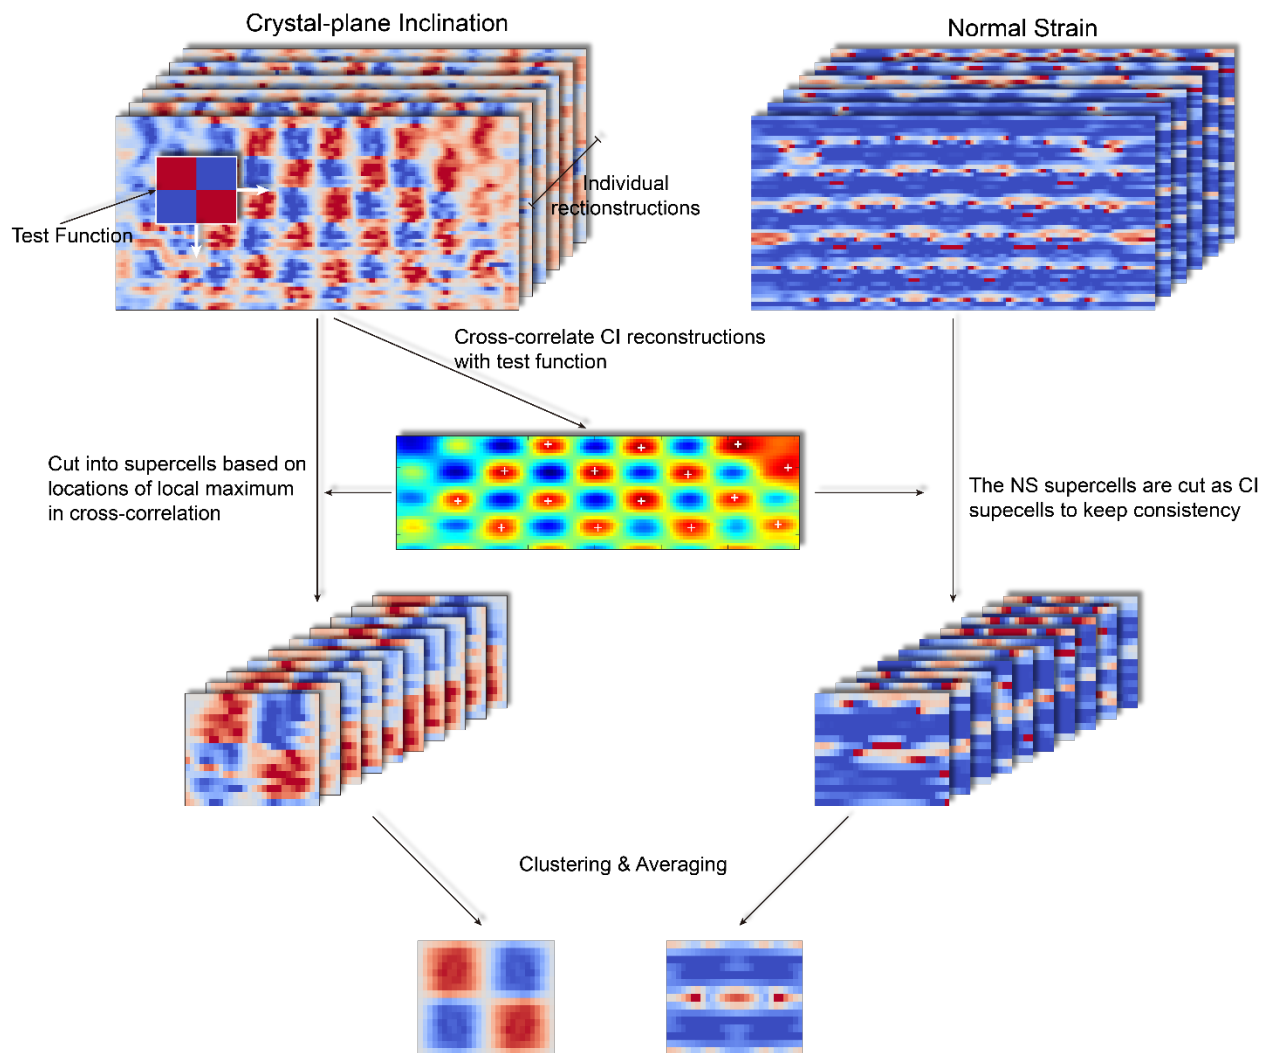 Crystal-plane Inclination
Normal Strain
Individual
rectionstructions
Test Function
Cross-correlate CI reconstructions
with test function
Cut into supercells based on
locations of local maximum
in cross-correlation
The NS supercells are cut as CI
supecells to keep consistency
Clustering & Averaging